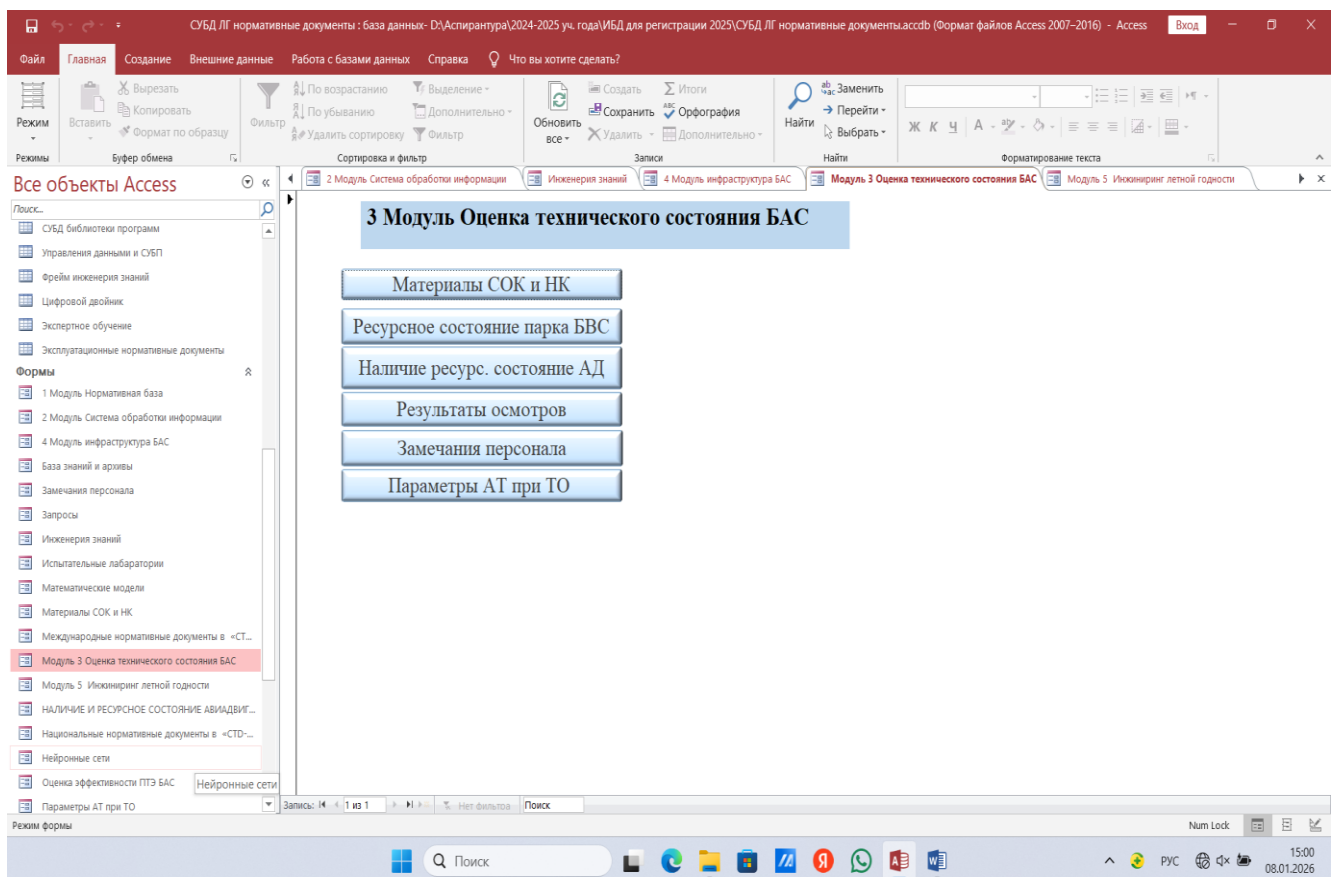 СУБД ЛГ нормативные документы : база данных- D:\Аспирантура\2024-2025 уч. года\ИБД для регистрации 2025\СУБД ЛГ нормативные документы.accdb (Формат файлов Access 2007–2016) - Access Вход
Файл Главная Создание Внешние данные Работа с базами данных Справка Что вы хотите сделать?
Вырезать По возрастанию Выделение Создать Итоги Заменить
Режим Вставить Копировать Фильтр По убыванию Дополнительно Обновить все Сохранить Орфография Найти Перейти
Формат по образцу Удалить сортировку Фильтр Удалить Дополнительно Выбрать Ж К Ч А
Режимы Буфер обмена Сортировка и фильтр Записи Найти Форматирование текста
Все объекты Access « 2 Модуль Система обработки информации Инженерия знаний 4 Модуль инфраструктура БАС Модуль 3 Оценка технического состояния БАС Модуль 5 Инжиниринг летной годности
Поиск...
СУБД библиотеки программ
Управления данными и СУБП
Фрейм инженерия знаний
Цифровой двойник
Экспертное обучение
Эксплуатационные нормативные документы
Формы
1 Модуль Нормативная база
2 Модуль Система обработки информации
4 Модуль инфраструктура БАС
База знаний и архивы
Замечания персонала
Запросы
Инженерия знаний
Испытательные лабаратории
Математические модели
Материалы СОК и НК
Международные нормативные документы в «СТ...
Модуль 3 Оценка технического состояния БАС
Модуль 5 Инжиниринг летной годности
НАЛИЧИЕ И РЕСУРСНОЕ СОСТОЯНИЕ АВИАДВИГ...
Национальные нормативные документы в «CTD-...
Нейронные сети
Оценка эффективности ПТЭ БАС
Нейронные сети
Параметры АТ при ТО
3 Модуль Оценка технического состояния БАС
Материалы СОК и НК
Ресурсное состояние парка БВС
Наличие ресурс. состояние АД
Результаты осмотров
Замечания персонала
Параметры АТ при ТО
Запись: 1 из 1 Нет фильтра Поиск
Режим формы Num Lock
Поиск РУС 15:00
08.01.2026